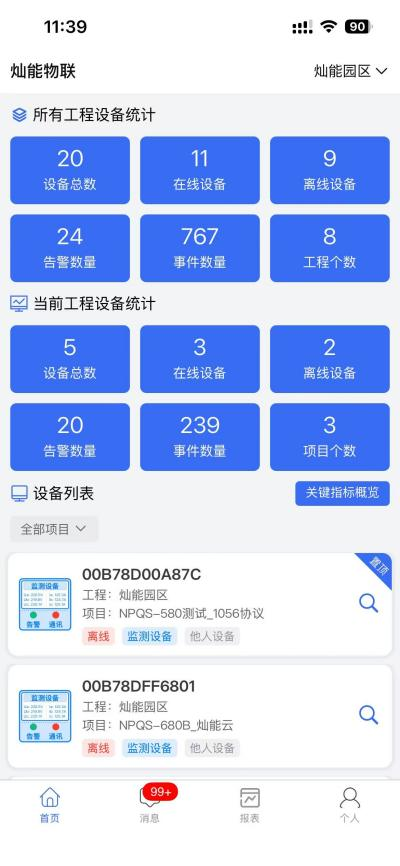 11:39
90
灿能物联
灿能园区
所有工程设备统计
20
11
9
设备总数
在线设备
离线设备
24
767
8
告警数量
事件数量
工程个数
当前工程设备统计
5
3
2
设备总数
在线设备
离线设备
20
239
3
告警数量
事件数量
项目个数
设备列表
关键指标概览
全部项目
置顶
监测设备
告警 通讯
00B78D00A87C
工程：灿能园区
项目：NPQS-580测试_1056协议
离线 监测设备 他人设备
监测设备
告警 通讯
00B78DFF6801
工程：灿能园区
项目：NPQS-680B_灿能云
离线 监测设备 他人设备
99+
首页
消息
报表
个人